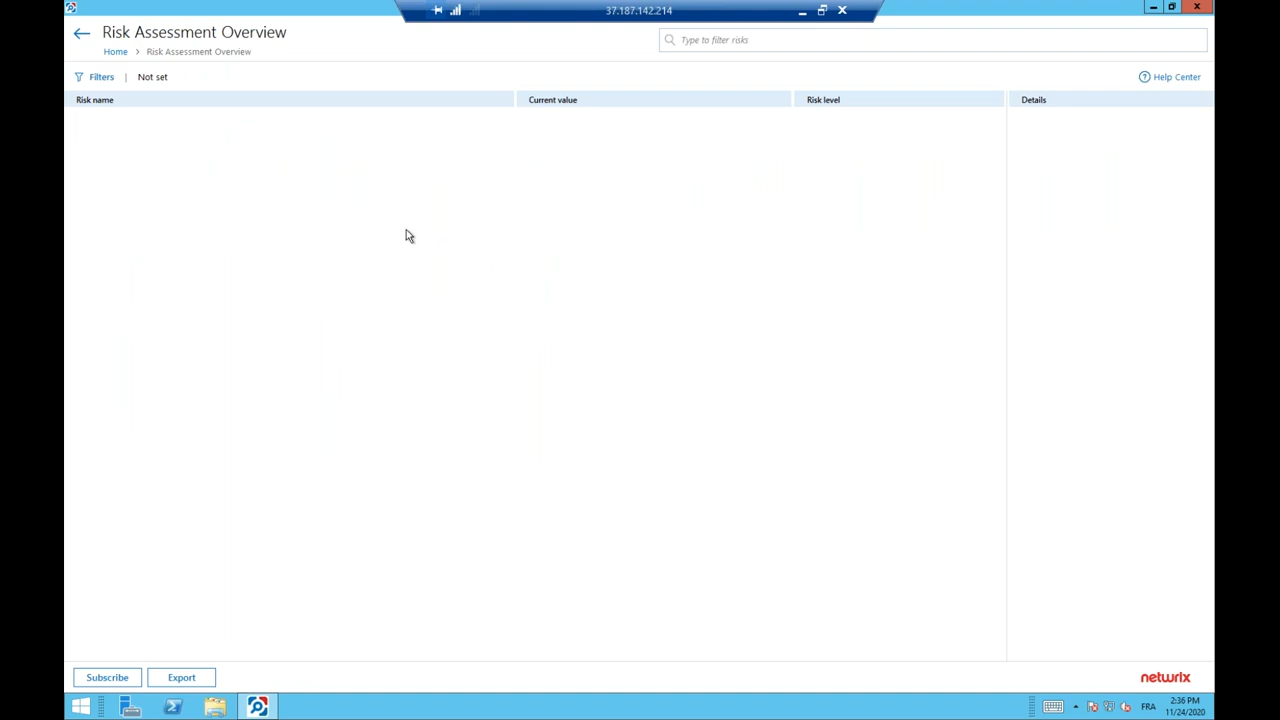 37.187.142.214
Risk Assessment Overview
Home > Risk Assessment Overview
Type to filter risks
Filters | Not set
Help Center
Risk name Current value Risk level Details
Subscribe Export
netwrix
FRA
2:36 PM
11/24/2020